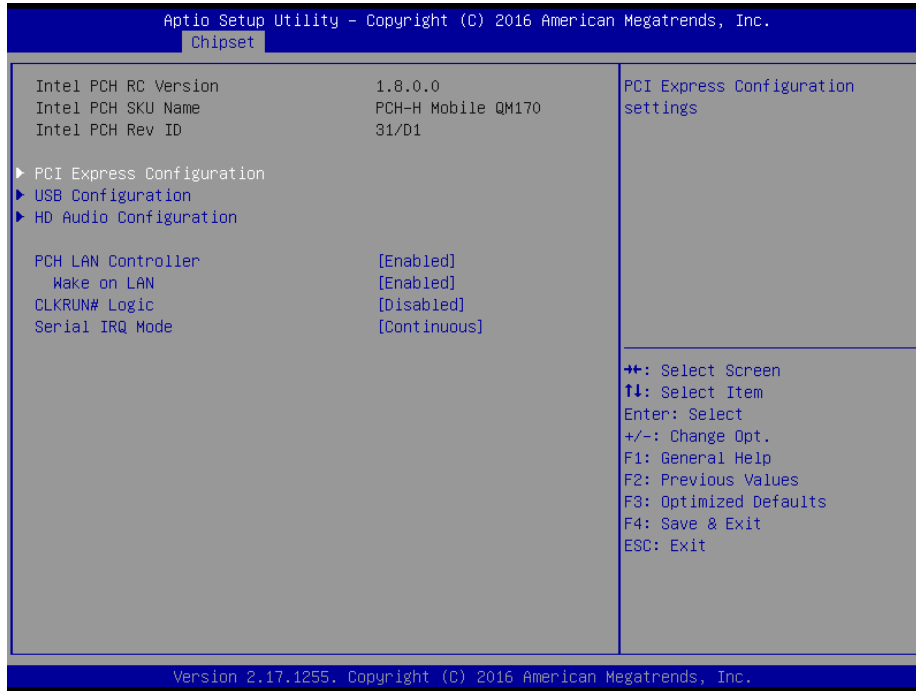 Aptio Setup Utility – Copyright (C) 2016 American Megatrends, Inc.
Chipset
Intel PCH RC Version 1.8.0.0
Intel PCH SKU Name PCH-H Mobile QM170
Intel PCH Rev ID 31/D1
PCI Express Configuration
USB Configuration
HD Audio Configuration
PCH LAN Controller [Enabled]
Wake on LAN [Enabled]
CLKRUN# Logic [Disabled]
Serial IRQ Mode [Continuous]
PCI Express Configuration
settings
→←: Select Screen
↑↓: Select Item
Enter: Select
+/-: Change Opt.
F1: General Help
F2: Previous Values
F3: Optimized Defaults
F4: Save & Exit
ESC: Exit
Version 2.17.1255. Copyright (C) 2016 American Megatrends, Inc.